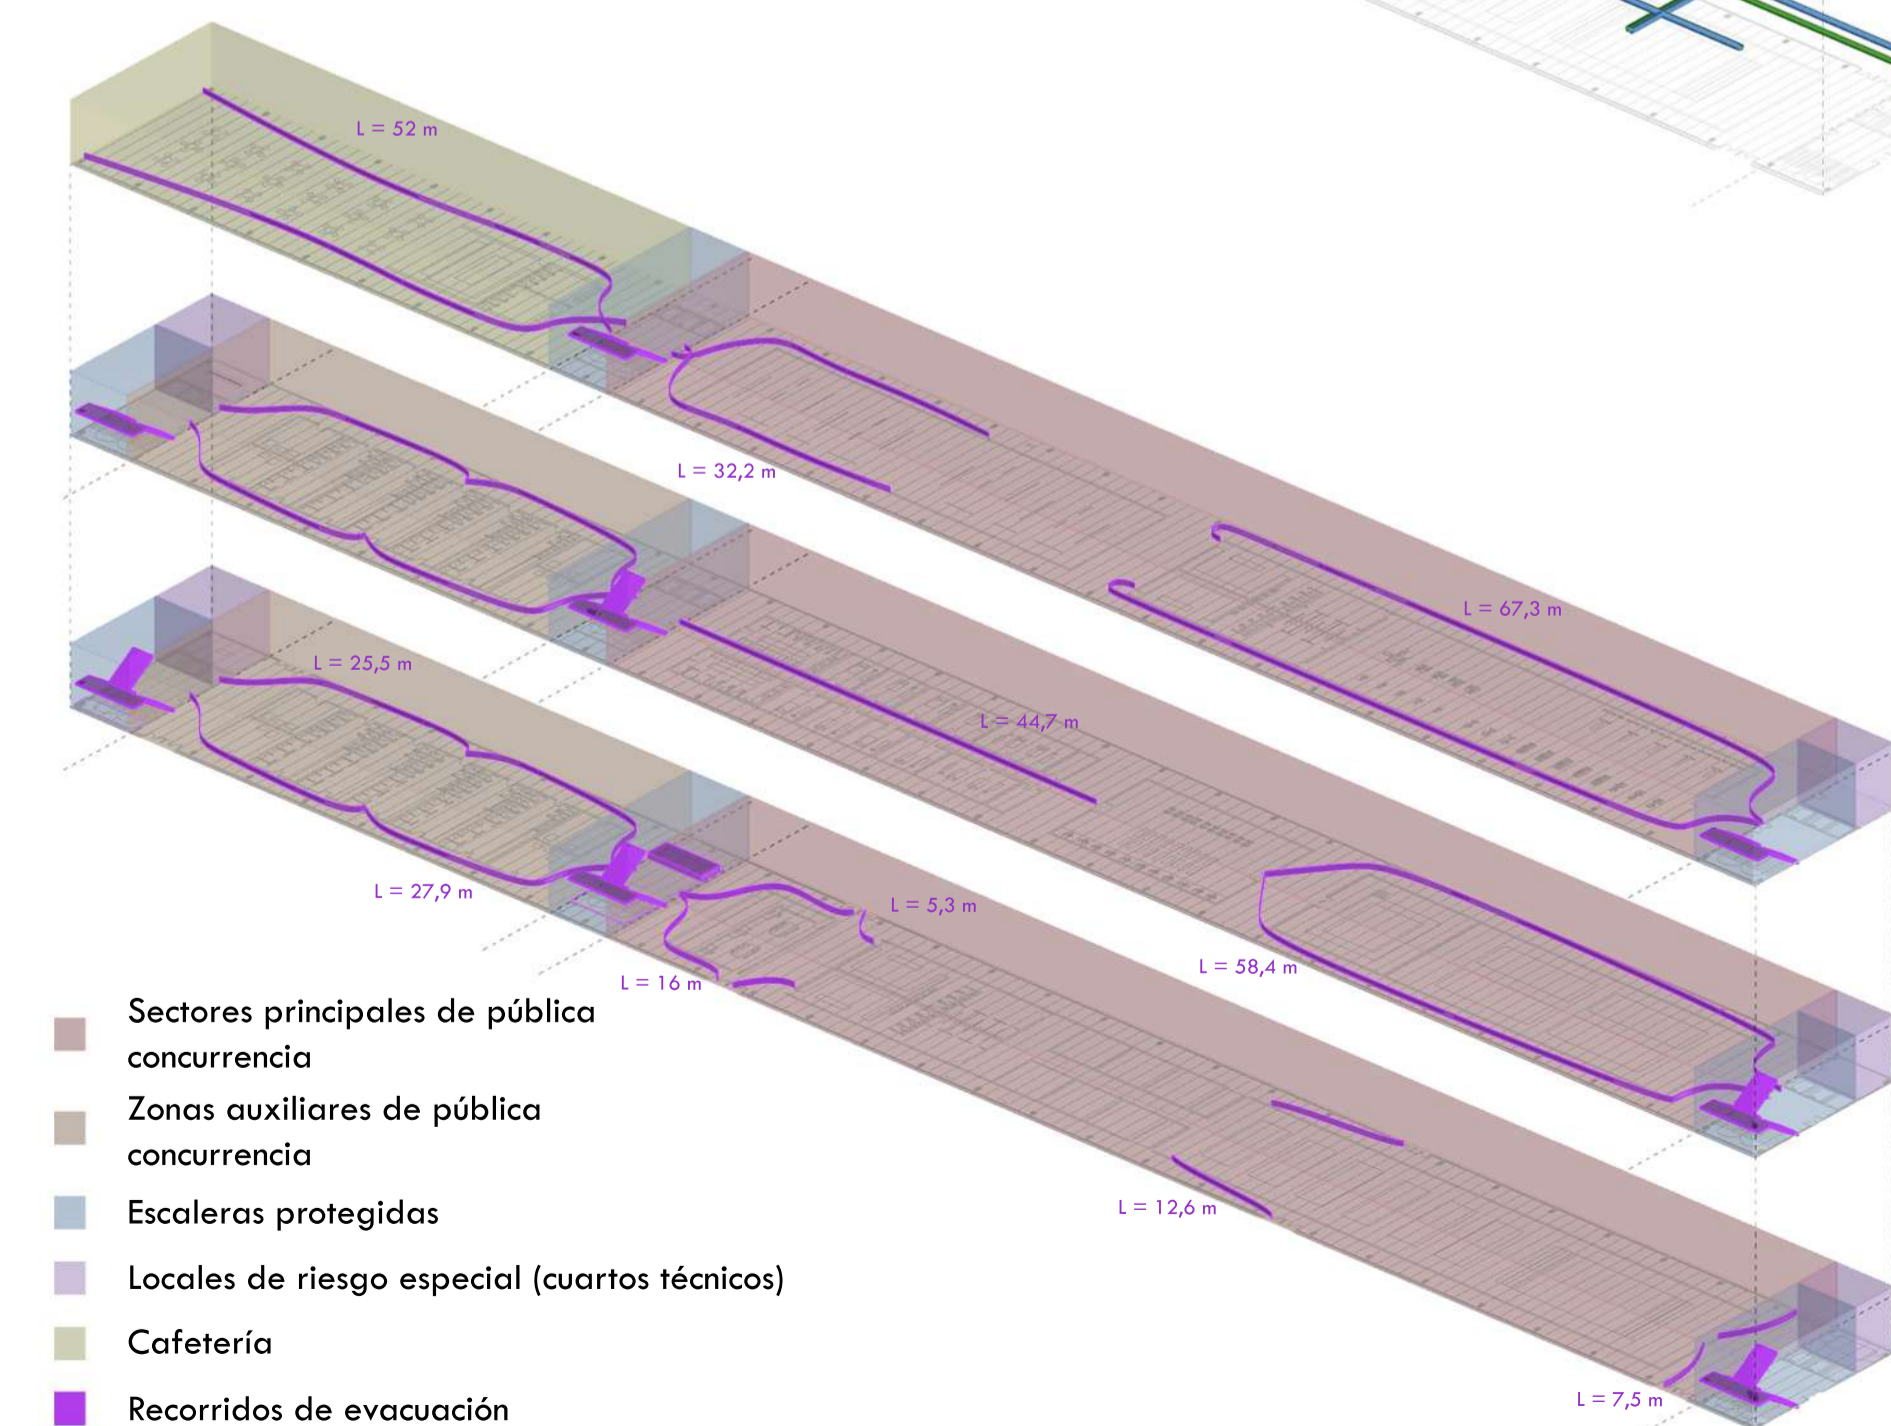 L = 52 m
L = 32,2 m
L = 67,3 m
L = 25,5 m
L = 44,7 m
L = 27,9 m
L = 5,3 m
L = 16 m
L = 58,4 m
L = 12,6 m
L = 7,5 m
Sectores principales de pública
concurrencia
Zonas auxiliares de pública
concurrencia
Escaleras protegidas
Locales de riesgo especial (cuartos técnicos)
Cafetería
Recorridos de evacuación